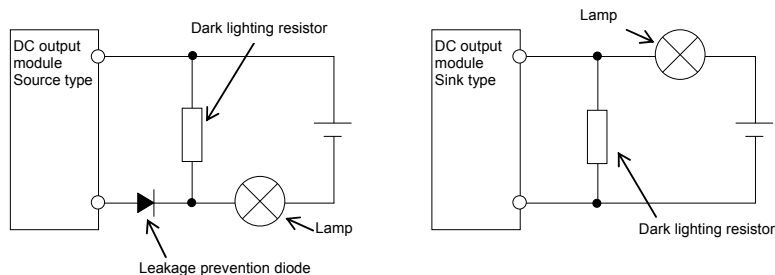 DC output
module
Source type
Dark lighting resistor
Lamp
Leakage prevention diode
Lamp
DC output
module
Sink type
Dark lighting resistor